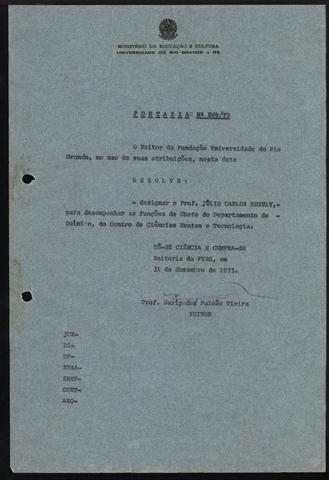 MINISTÉRIO DA EDUCAÇÃO E CULTURA
UNIVERSIDADE DO RIO GRANDE - RS
PORTARIA Nº 209/73
O Reitor da Fundação Universidade do Rio
Grande, no uso de suas atribuições, nesta data
RESOLVE:
- designar o Prof. JÚLIO CARLOS REGULY,-
para desempenhar as funções de Chefe do Departamento de -
Química, do Centro de Ciências Exatas e Tecnologia.
DÊ-SE CIÊNCIA E CUMPRA-SE
Reitoria da FURG, em
31 de dezembro de 1973.
Prof. Eurípedes Falcão Vieira
REITOR
JUR-
DI-
DP-
SRAA-
CONT-
ARQ-